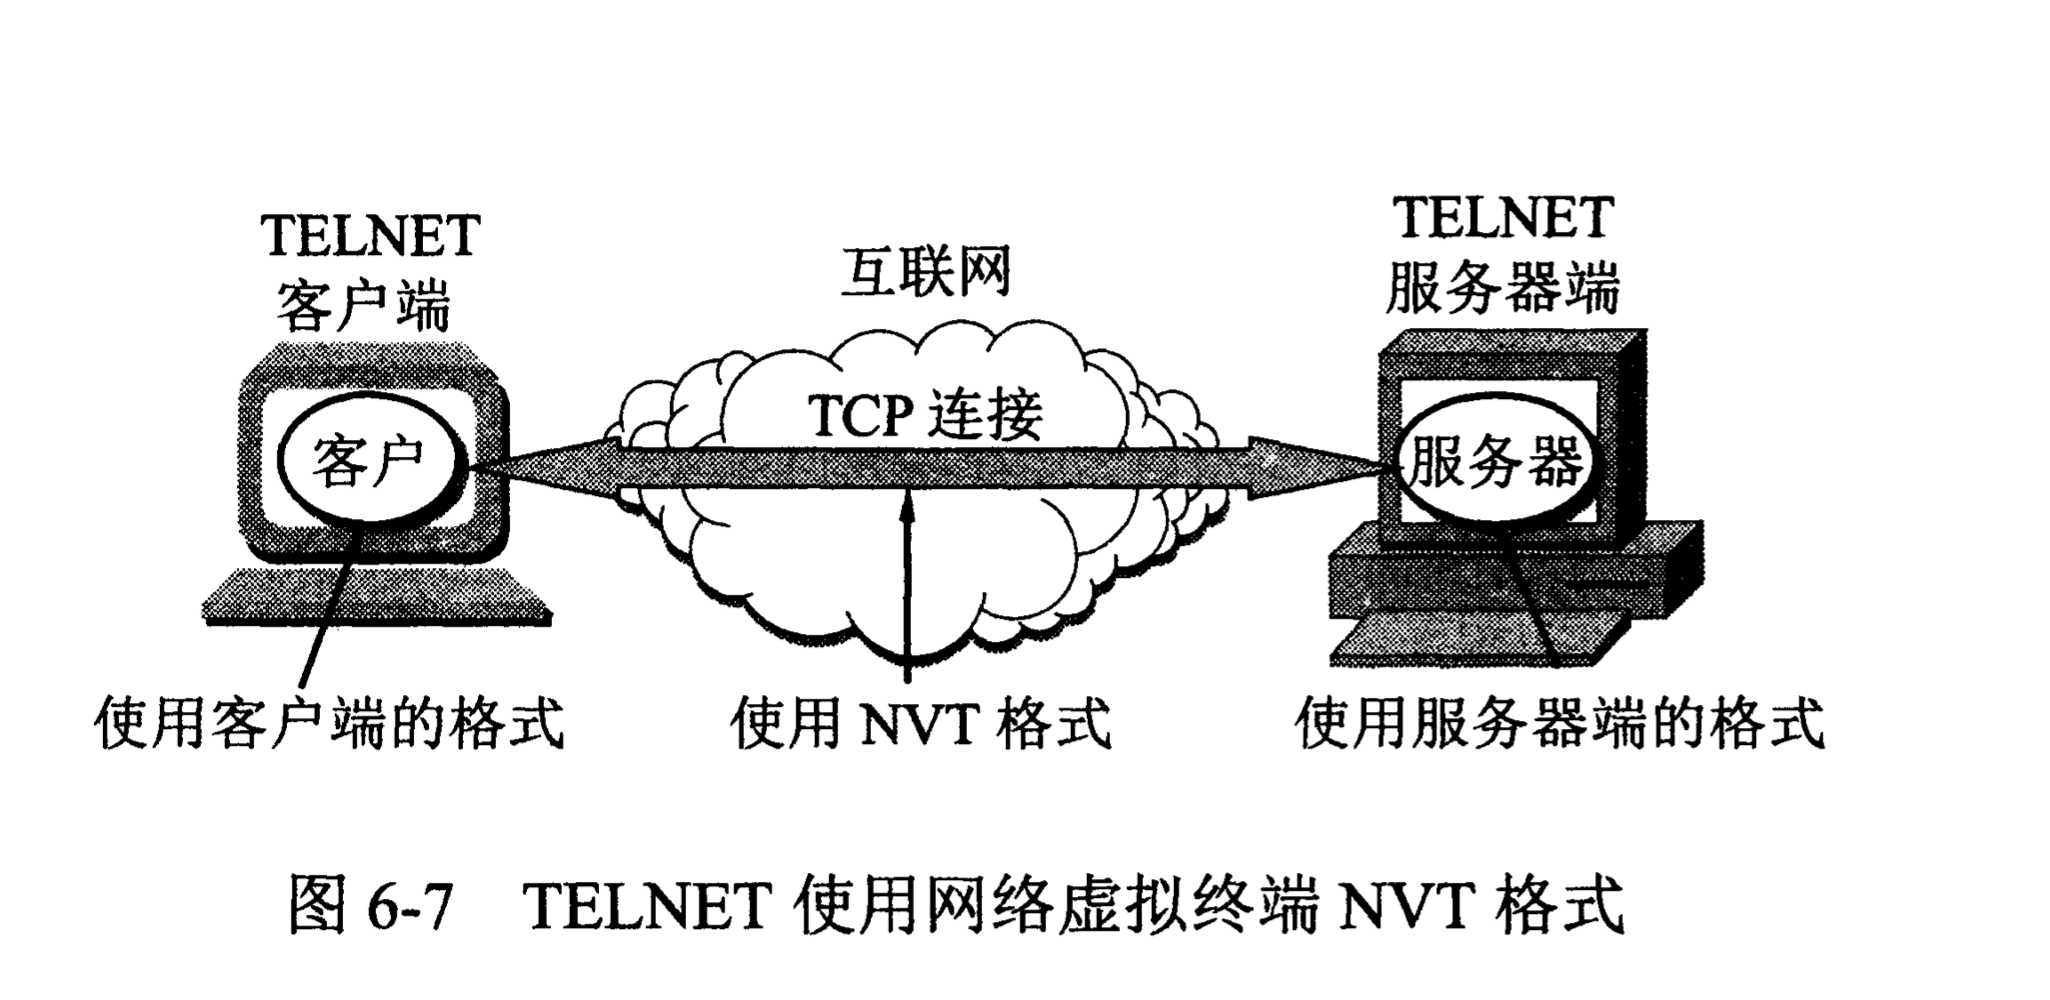 TELNET
客户端
互联网
TELNET
服务器端
客户
TCP 连接
服务器
使用客户端的格式
使用 NVT 格式
使用服务器端的格式
图 6-7 TELNET 使用网络虚拟终端 NVT 格式